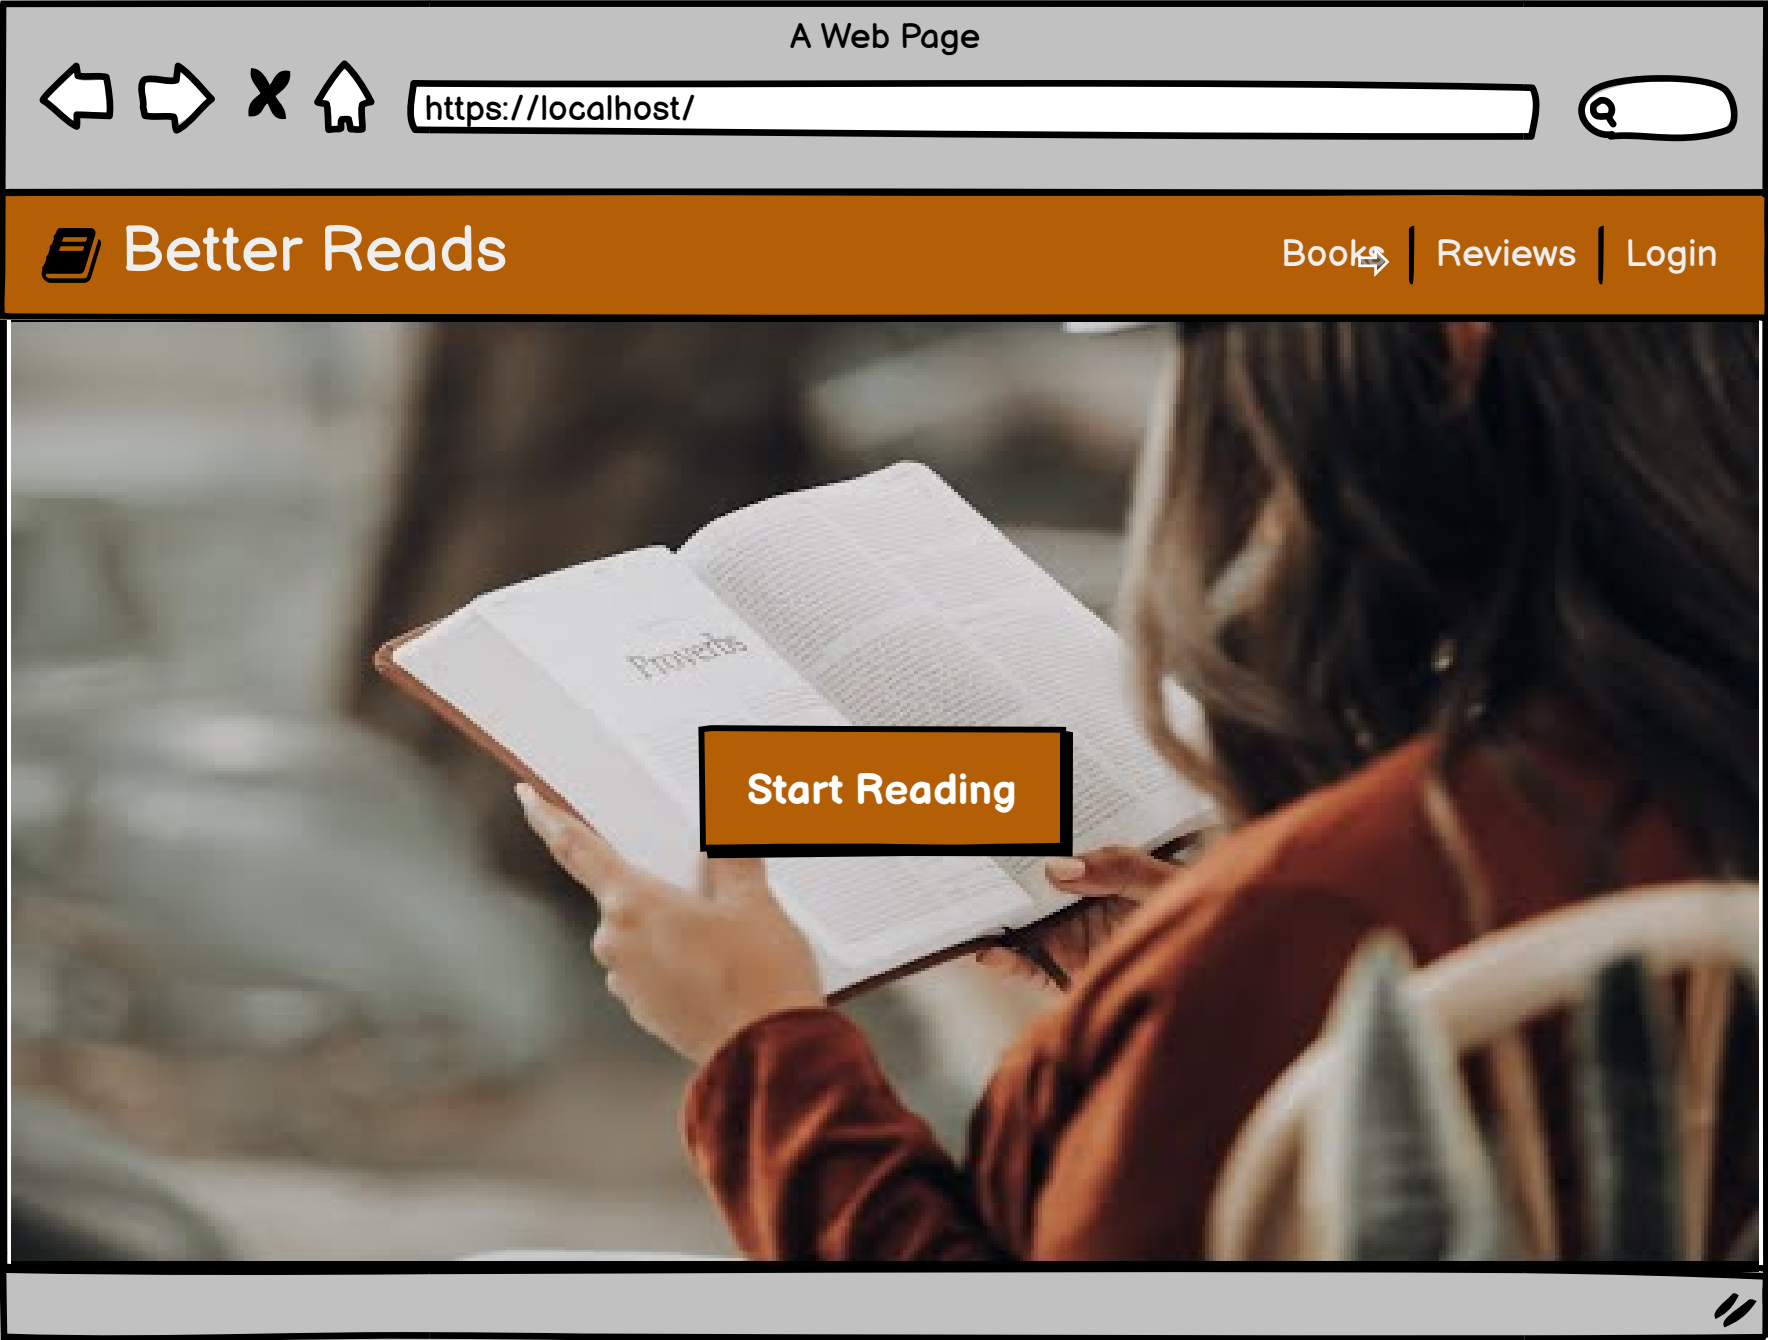 A Web Page
https://localhost/
Better Reads
Books
Reviews
Login
Proverbs
Start Reading